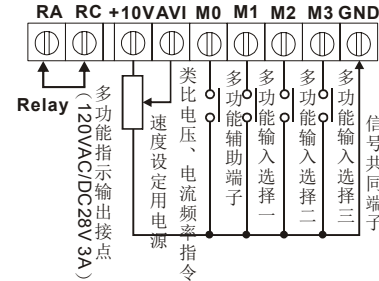 RA RC +10V AVI M0 M1 M2 M3 GND
Relay
多功能指示输出接点
（120VAC/DC28V 3A）
速度设定用电源
类比电压、电流频率指令
多功能辅助端子
多功能输入选择一
多功能输入选择二
多功能输入选择三
信号共同端子